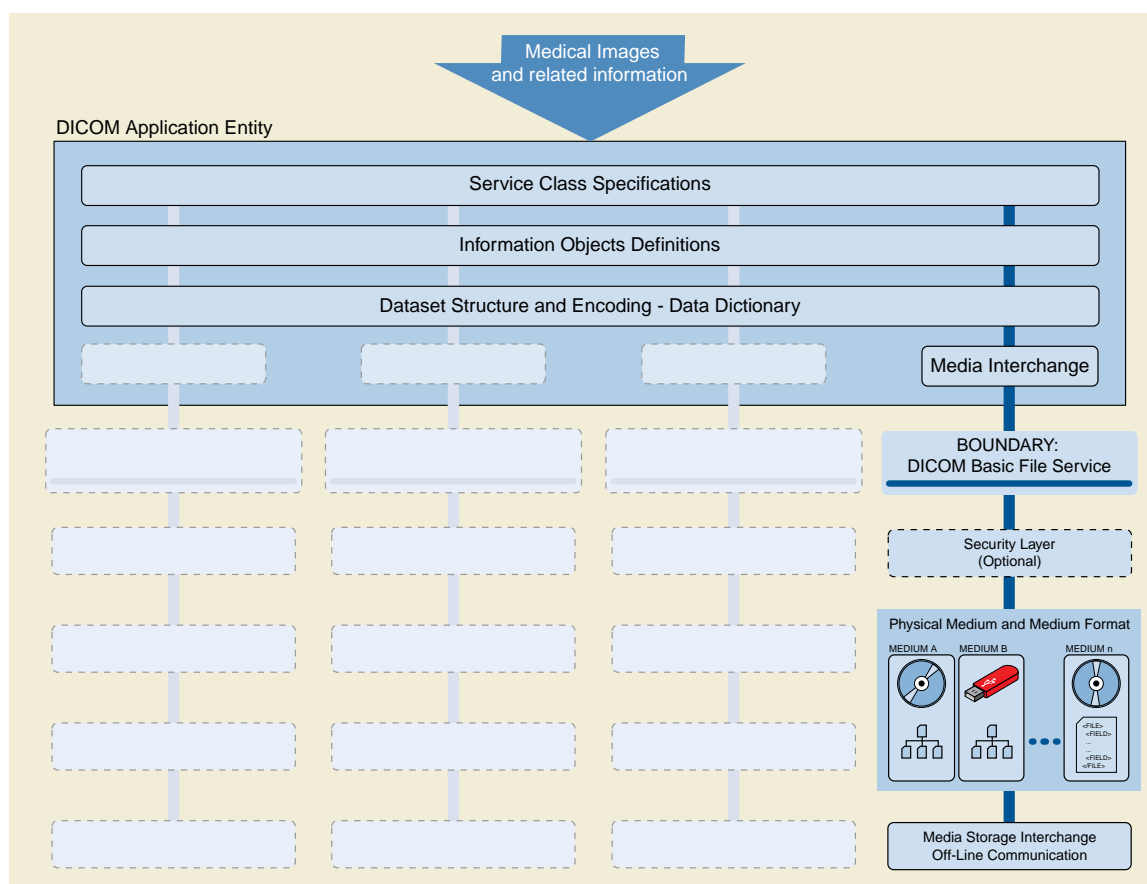 Medical Images
and related information
DICOM Application Entity
Service Class Specifications
Information Objects Definitions
Dataset Structure and Encoding - Data Dictionary
Media Interchange
BOUNDARY:
DICOM Basic File Service
Security Layer
(Optional)
Physical Medium and Medium Format
MEDIUM A
MEDIUM B
MEDIUM n
<FILE>
<FIELD>
...
...
<FIELD>
</FILE>
Media Storage Interchange
Off-Line Communication